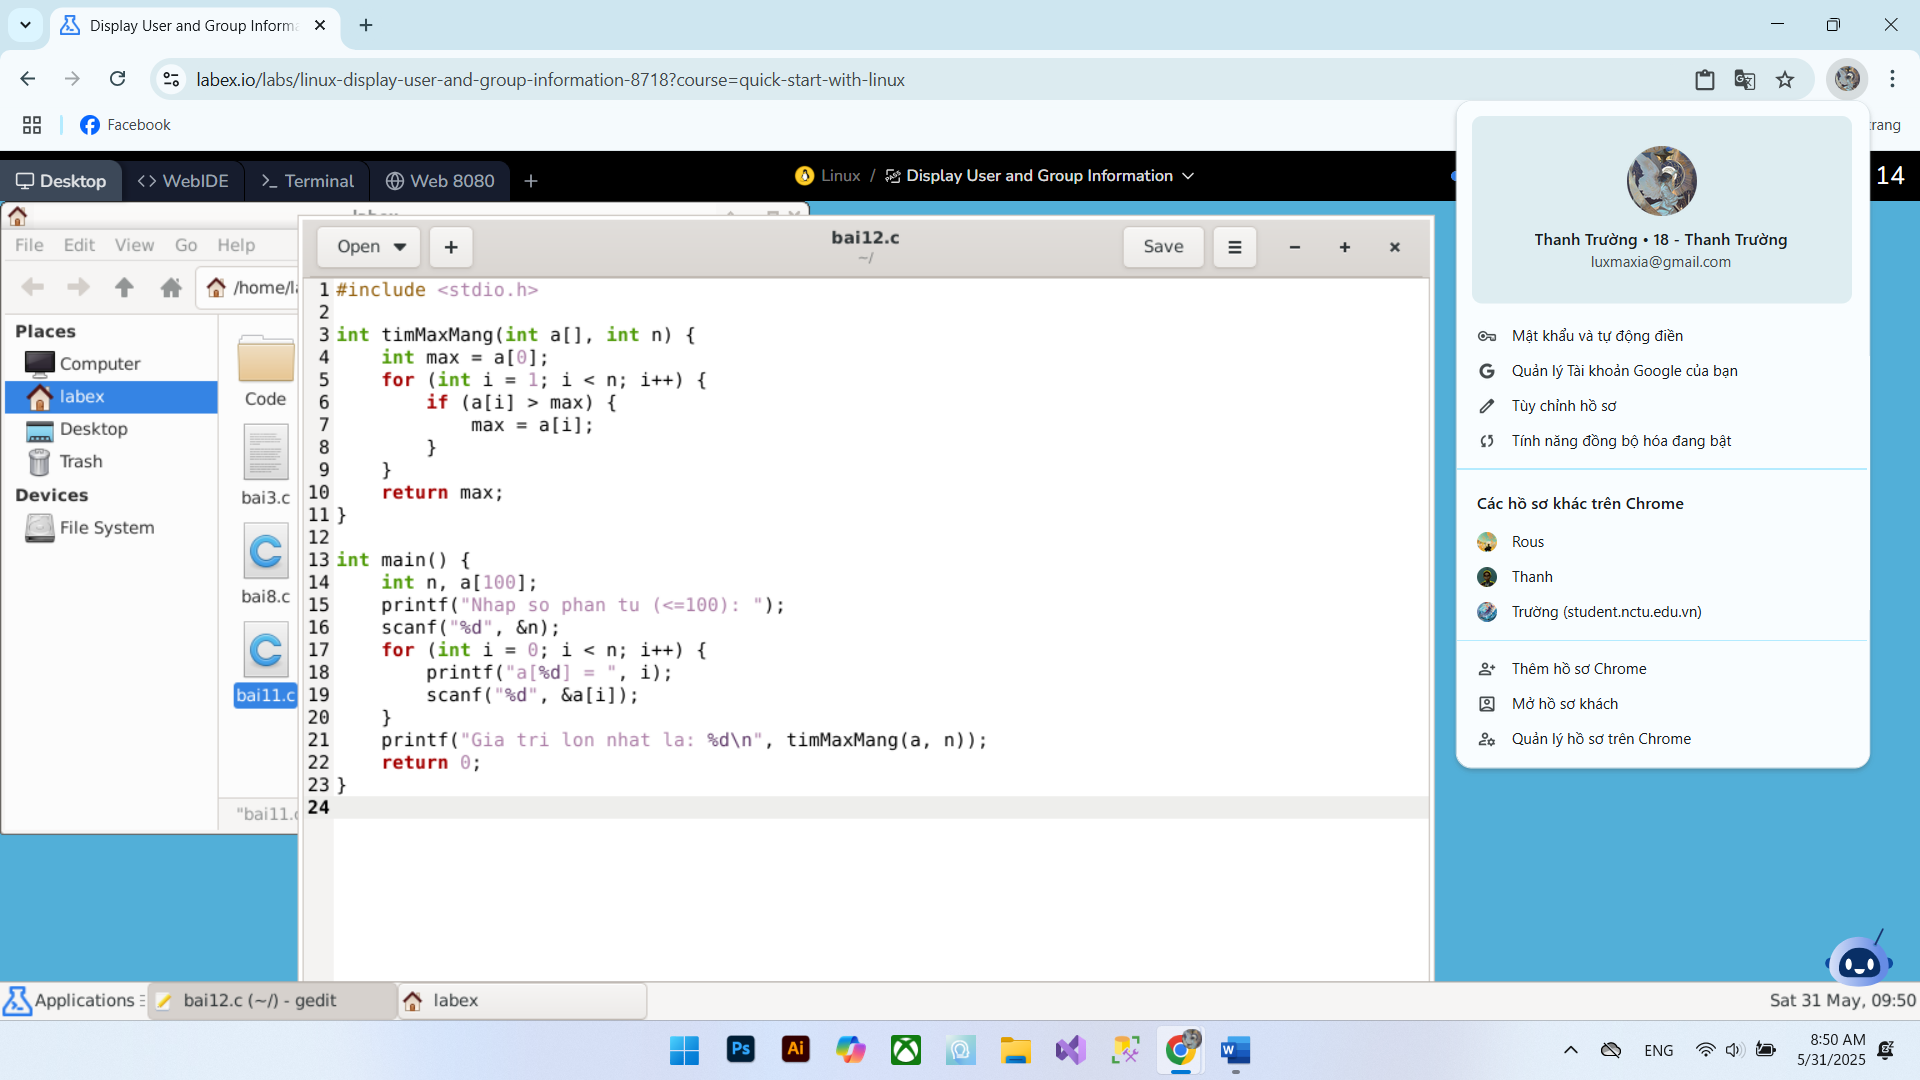 Display User and Group Informa
labex.io/labs/linux-display-user-and-group-information-8718?course=quick-start-with-linux
Facebook
trang
Desktop
WebIDE
Terminal
Web 8080
Linux / Display User and Group Information
14
labex
File Edit View Go Help
/home/la
Places
Computer
labex
Desktop
Trash
Devices
File System
Code
bai3.c
bai8.c
bai11.c
"bai11.c
Open
bai12.c
~/
Save
1 #include <stdio.h>
2
3 int timMaxMang(int a[], int n) {
4     int max = a[0];
5     for (int i = 1; i < n; i++) {
6         if (a[i] > max) {
7             max = a[i];
8         }
9     }
10     return max;
11 }
12
13 int main() {
14     int n, a[100];
15     printf("Nhap so phan tu (<=100): ");
16     scanf("%d", &n);
17     for (int i = 0; i < n; i++) {
18         printf("a[%d] = ", i);
19         scanf("%d", &a[i]);
20     }
21     printf("Gia tri lon nhat la: %d\n", timMaxMang(a, n));
22     return 0;
23 }
24
Thanh Trường • 18 - Thanh Trường
luxmaxia@gmail.com
Mật khẩu và tự động điền
Quản lý Tài khoản Google của bạn
Tùy chỉnh hồ sơ
Tính năng đồng bộ hóa đang bật
Các hồ sơ khác trên Chrome
Rous
Thanh
Trường (student.nctu.edu.vn)
Thêm hồ sơ Chrome
Mở hồ sơ khách
Quản lý hồ sơ trên Chrome
Applications
bai12.c (~/) - gedit
labex
Sat 31 May, 09:50
Ps
Ai
W
ENG
8:50 AM
5/31/2025